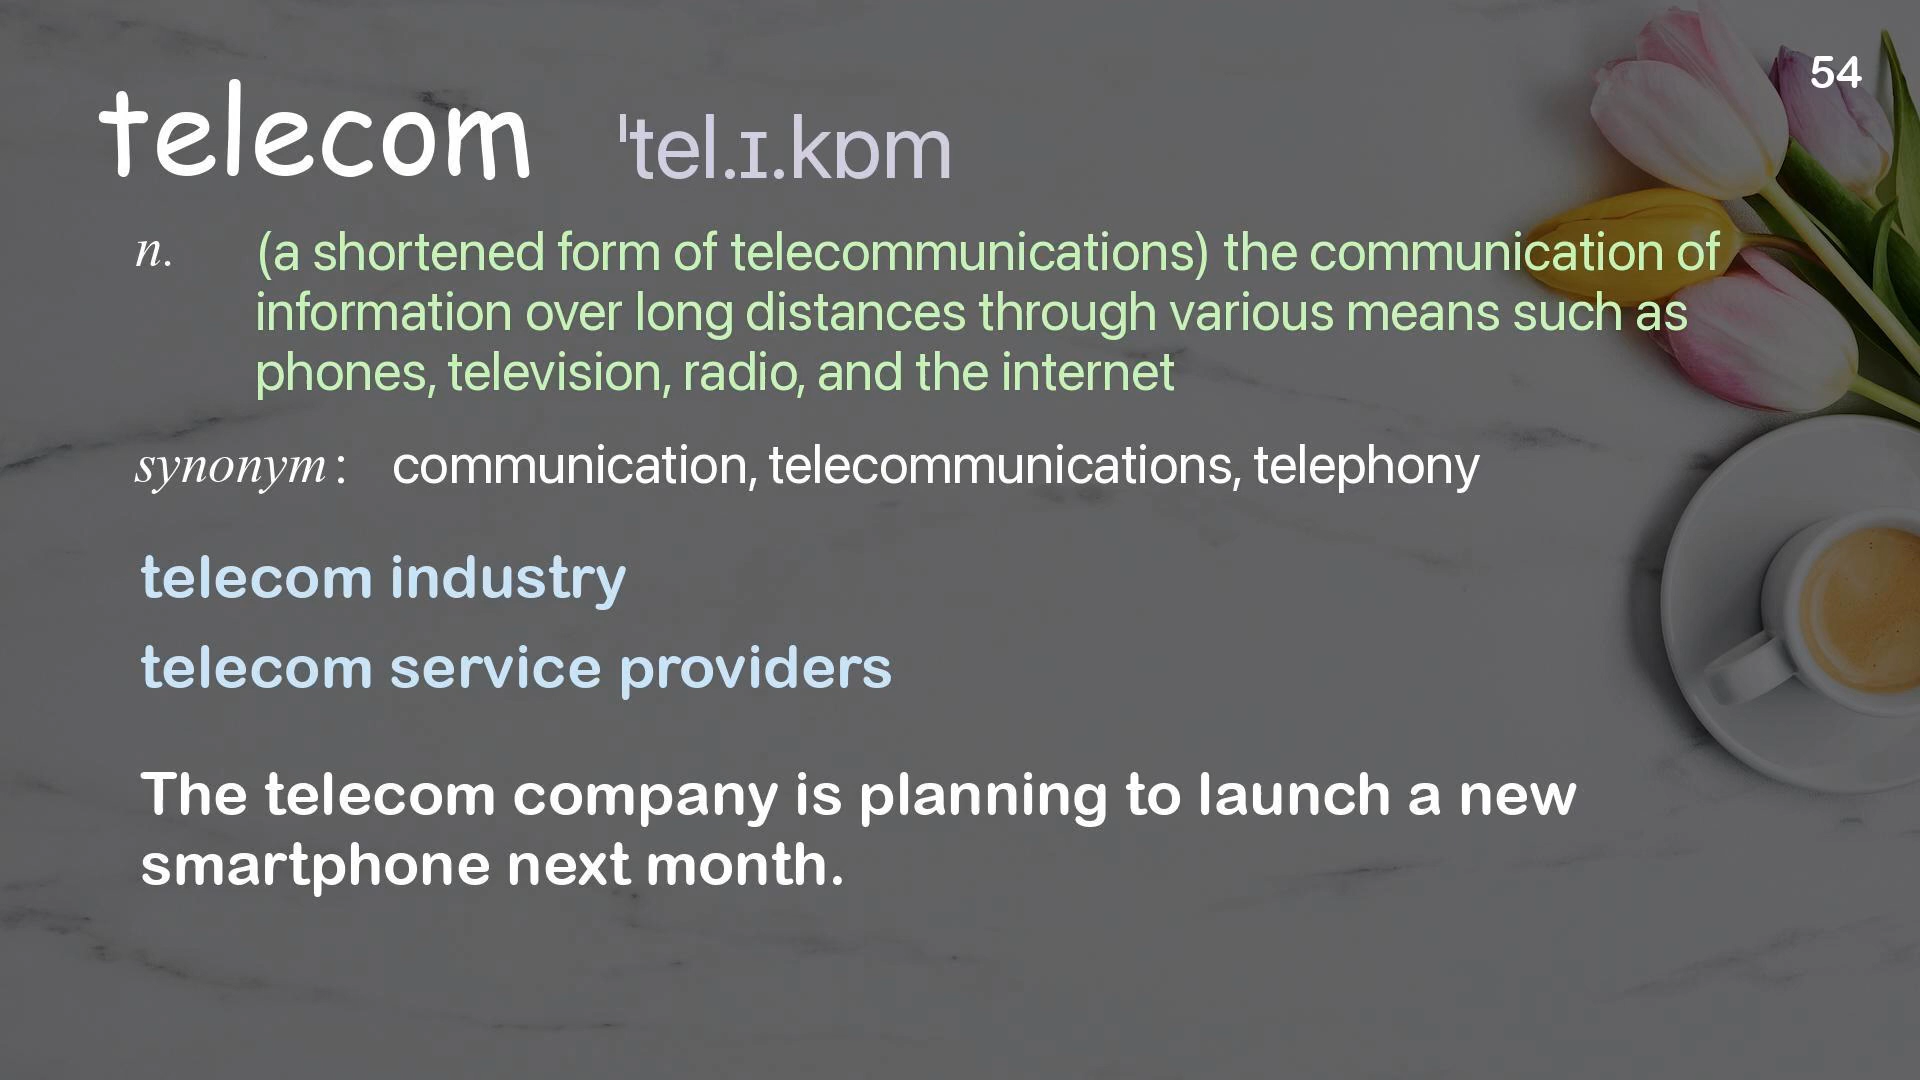 54
telecom ˈtel.ɪ.kɒm
n. (a shortened form of telecommunications) the communication of
information over long distances through various means such as
phones, television, radio, and the internet
synonym : communication, telecommunications, telephony
telecom industry
telecom service providers
The telecom company is planning to launch a new
smartphone next month.